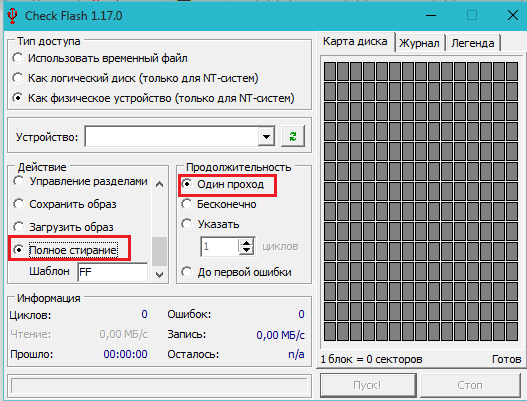 Check Flash 1.17.0
Тип доступа
Использовать временный файл
Как логический диск (только для NT-систем)
Как физическое устройство (только для NT-систем)
Устройство:
Действие
Управление разделами
Сохранить образ
Загрузить образ
Полное стирание
Шаблон FF
Продолжительность
Один проход
Бесконечно
Указать
1 циклов
До первой ошибки
Информация
Циклов: 0 Ошибок: 0
Чтение: 0,00 МБ/с Запись: 0,00 МБ/с
Прошло: 00:00:00 Осталось: n/a
Карта диска Журнал Легенда
1 блок = 0 секторов Готов
Пуск! Стоп